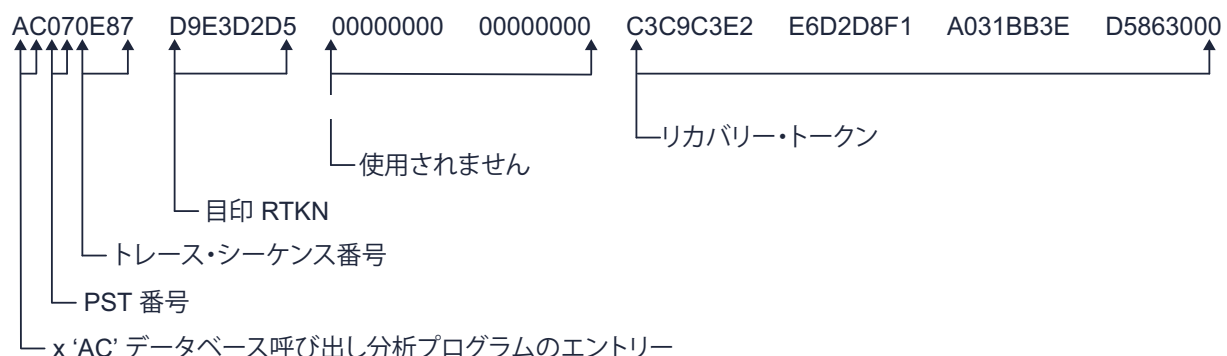 AC070E87 D9E3D2D5 00000000 00000000 C3C9C3E2 E6D2D8F1 A031BB3E D5863000
リカバリー・トークン
使用されません
目印 RTKN
トレース・シーケンス番号
PST 番号
x ‘AC’ データベース呼び出し分析プログラムのエントリー